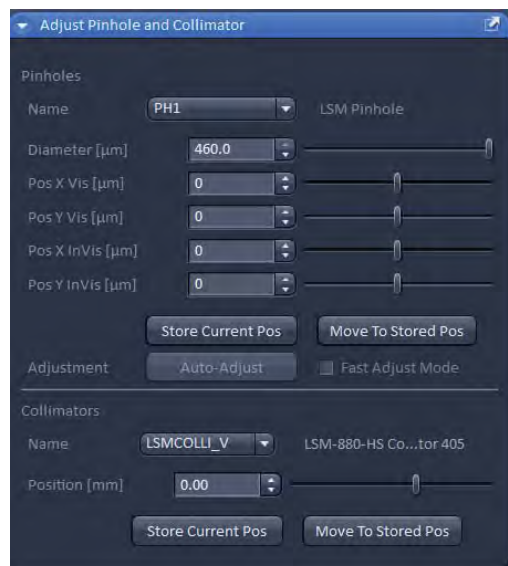 Adjust Pinhole and Collimator
Pinholes
Name PH1 LSM Pinhole
Diameter [µm] 460.0
Pos X Vis [µm] 0
Pos Y Vis [µm] 0
Pos X InVis [µm] 0
Pos Y InVis [µm] 0
Store Current Pos Move To Stored Pos
Adjustment Auto-Adjust Fast Adjust Mode
Collimators
Name LSMCOLLI_V LSM-880-HS Co...tor 405
Position [mm] 0.00
Store Current Pos Move To Stored Pos